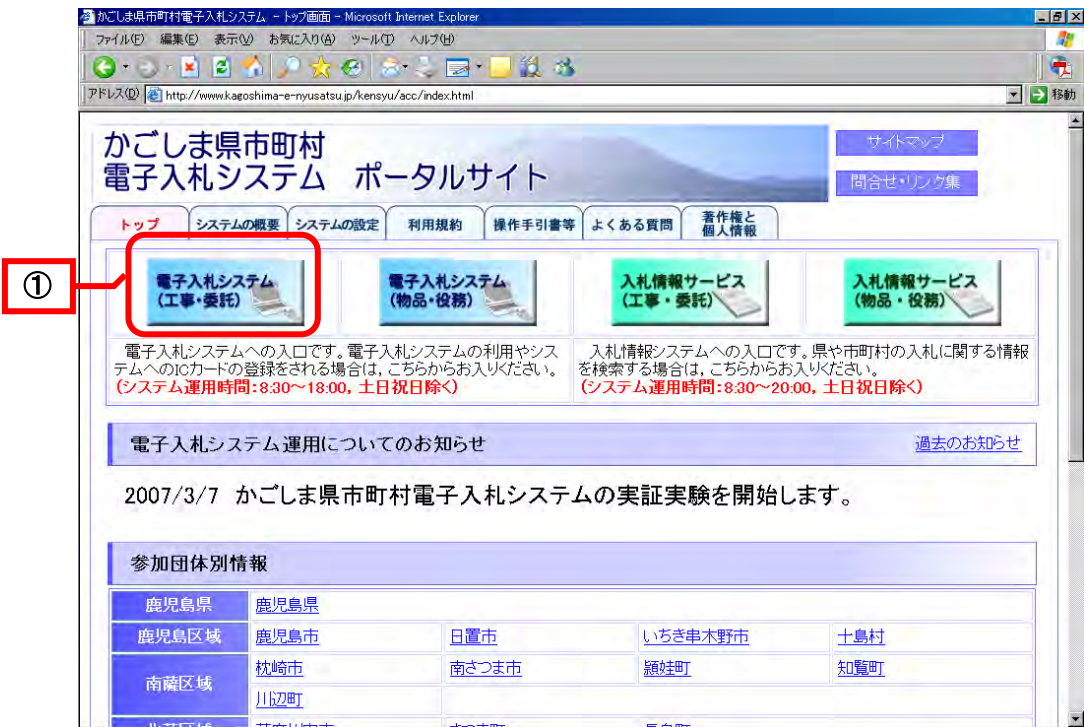 かごしま県市町村電子入札システム - トップ画面 - Microsoft Internet Explorer
ファイル(F) 編集(E) 表示(V) お気に入り(A) ツール(T) ヘルプ(H)
アドレス(D) http://www.kagoshima-e-nyusatsu.jp/kensyu/acc/index.html 移動
かごしま県市町村
電子入札システム ポータルサイト
サイトマップ
問合せ・リンク集
トップ システムの概要 システムの設定 利用規約 操作手引書等 よくある質問 著作権と
個人情報
①
電子入札システム
(工事・委託)
電子入札システム
(物品・役務)
入札情報サービス
(工事・委託)
入札情報サービス
(物品・役務)
電子入札システムへの入口です。電子入札システムの利用やシス
テムへのICカードの登録をされる場合は，こちらからお入りください。
(システム運用時間：8:30～18:00，土日祝日除く)
入札情報システムへの入口です。県や市町村の入札に関する情報
を検索する場合は，こちらからお入りください。
(システム運用時間：8:30～20:00，土日祝日除く)
電子入札システム運用についてのお知らせ 過去のお知らせ
2007/3/7 かごしま県市町村電子入札システムの実証実験を開始します。
参加団体別情報
鹿児島県 鹿児島県
鹿児島区域 鹿児島市 日置市 いちき串木野市 十島村
南薩区域 枕崎市 南さつま市 頴娃町 知覧町
川辺町